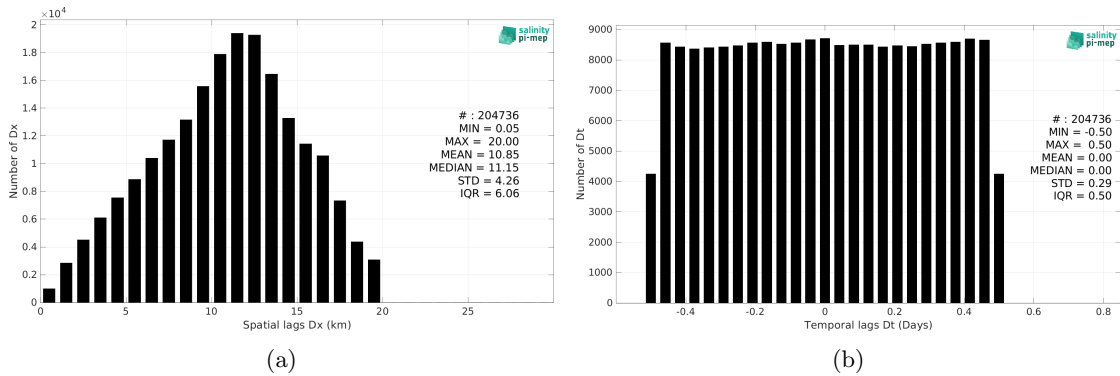 ×10⁴
2
1.8
1.6
1.4
1.2
1
0.8
0.6
0.4
0.2
0
Number of Dx
0 5 10 15 20 25
Spatial lags Dx (km)
salinity
pi-mep
# : 204736
MIN = 0.05
MAX = 20.00
MEAN = 10.85
MEDIAN = 11.15
STD = 4.26
IQR = 6.06
(a)
9000
8000
7000
6000
5000
4000
3000
2000
1000
0
Number of Dt
-0.4 -0.2 0 0.2 0.4 0.6 0.8
Temporal lags Dt (Days)
salinity
pi-mep
# : 204736
MIN = -0.50
MAX = 0.50
MEAN = 0.00
MEDIAN = 0.00
STD = 0.29
IQR = 0.50
(b)